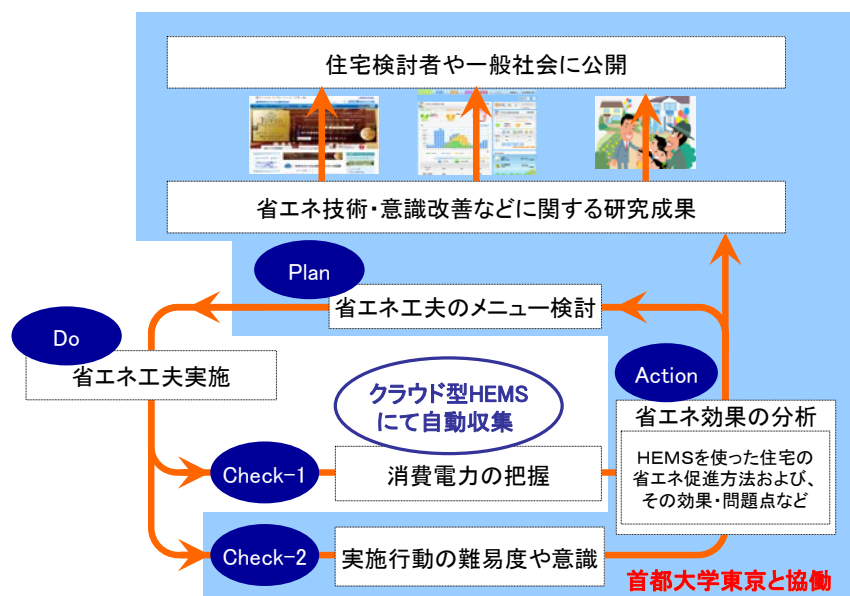 住宅検討者や一般社会に公開
省エネ技術・意識改善などに関する研究成果
Plan
省エネ工夫のメニュー検討
Do
省エネ工夫実施
クラウド型HEMS
にて自動収集
Action
省エネ効果の分析
HEMSを使った住宅の
省エネ促進方法および、
その効果・問題点など
Check-1
消費電力の把握
Check-2
実施行動の難易度や意識
首都大学東京と協働